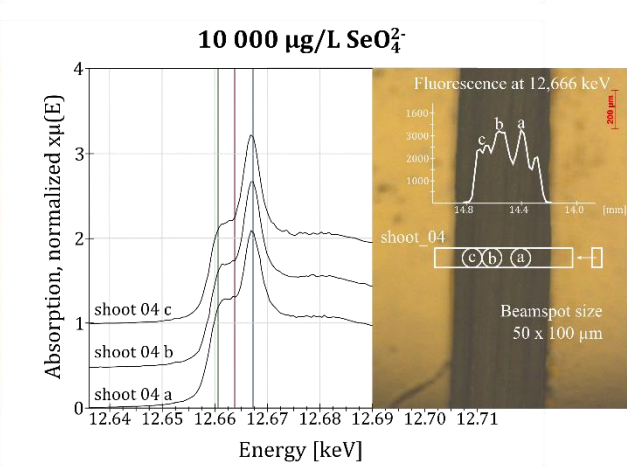 10 000 µg/L SeO₄²⁻
Absorption, normalized xµ(E)
4
3
2
1
0
shoot 04 c
shoot 04 b
shoot 04 a
12.64 12.65 12.66 12.67 12.68 12.69 12.70 12.71
Energy [keV]
Fluorescence at 12,666 keV
200 µm
1600
3000
2000
1000
c b a
14.8 14.4 14.0 [mm]
shoot_04
c b a
Beamspot size
50 x 100 µm